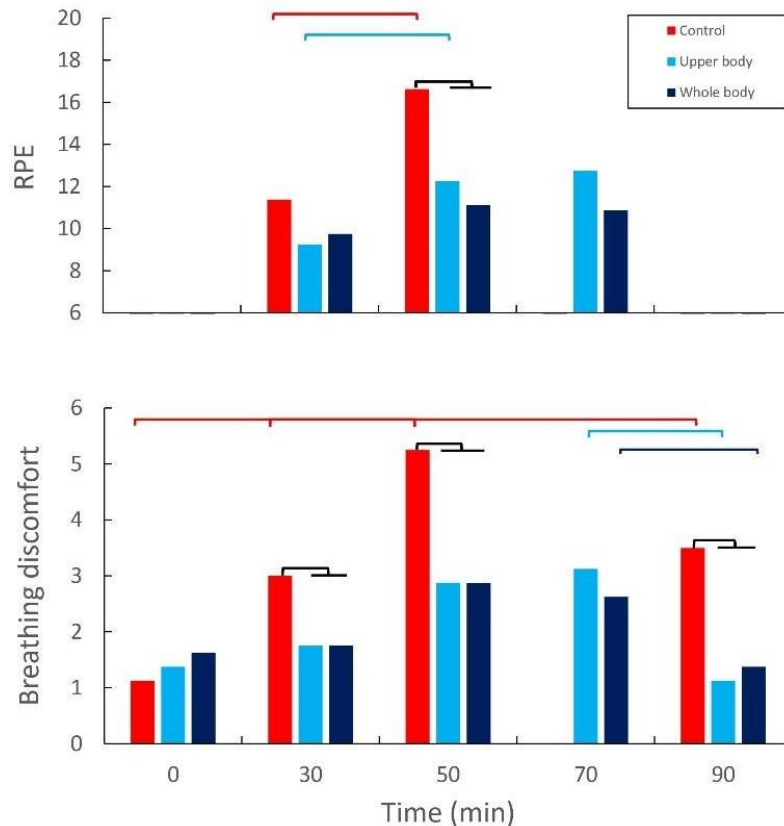 20
18
16
14
12
10
8
6
RPE
Control
Upper body
Whole body
6
5
4
3
2
1
0
Breathing discomfort
0 30 50 70 90
Time (min)